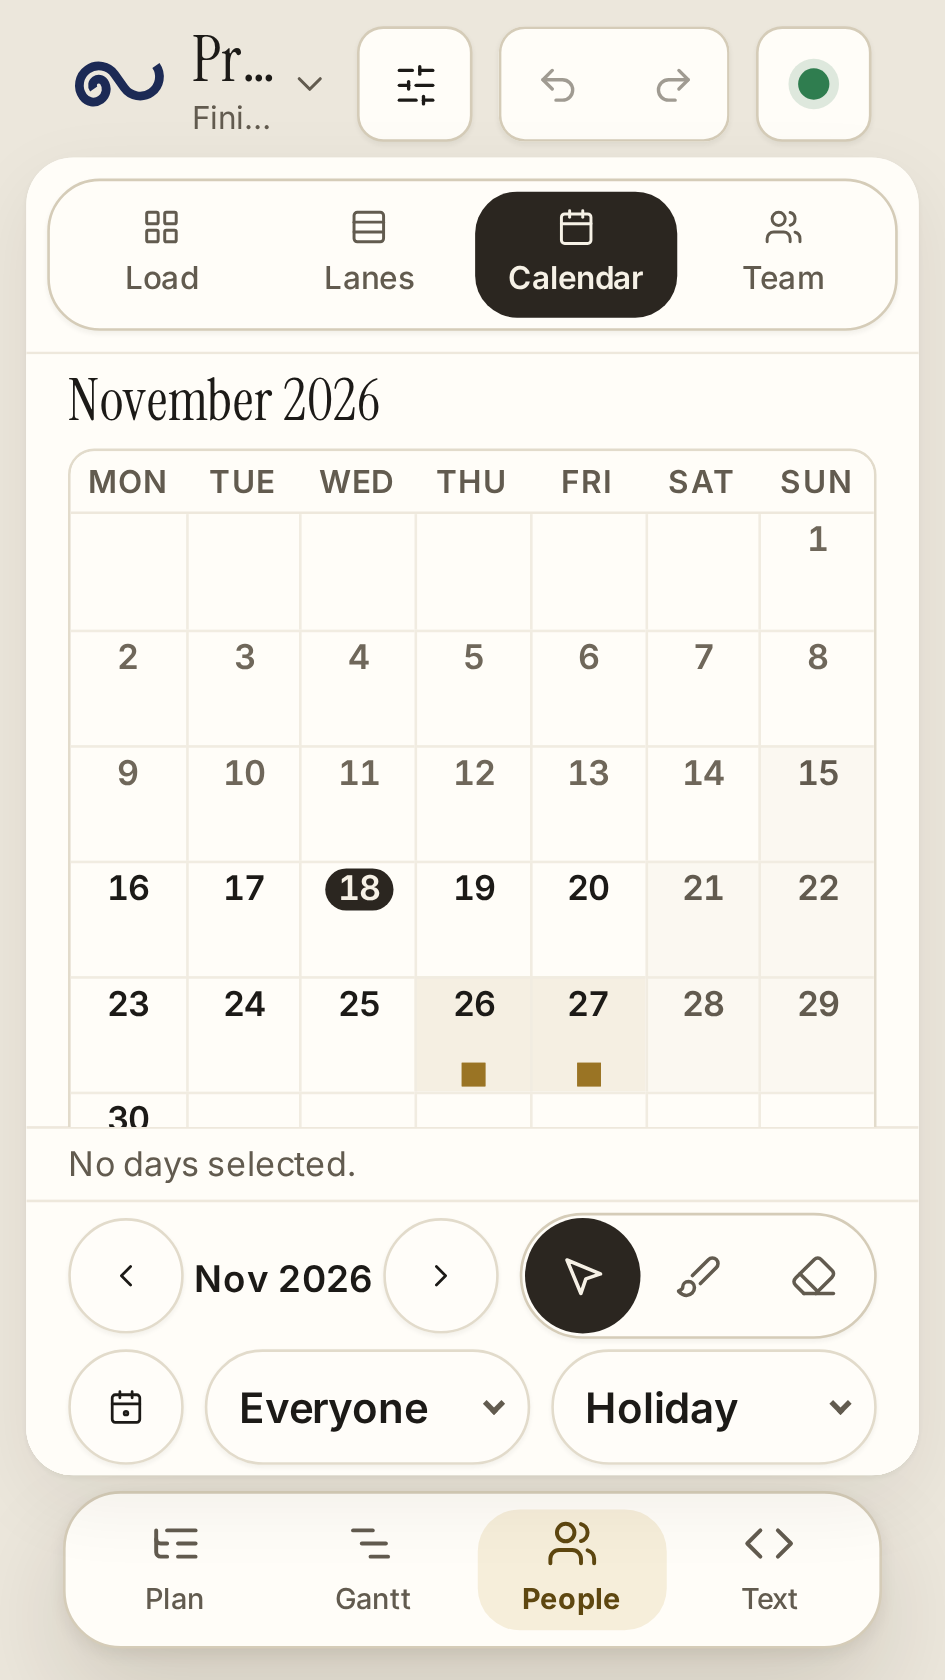 Pr...
Fini...
Load Lanes Calendar Team
November 2026
MON TUE WED THU FRI SAT SUN
1
2 3 4 5 6 7 8
9 10 11 12 13 14 15
16 17 18 19 20 21 22
23 24 25 26 27 28 29
30
No days selected.
Nov 2026
Everyone Holiday
Plan Gantt People Text